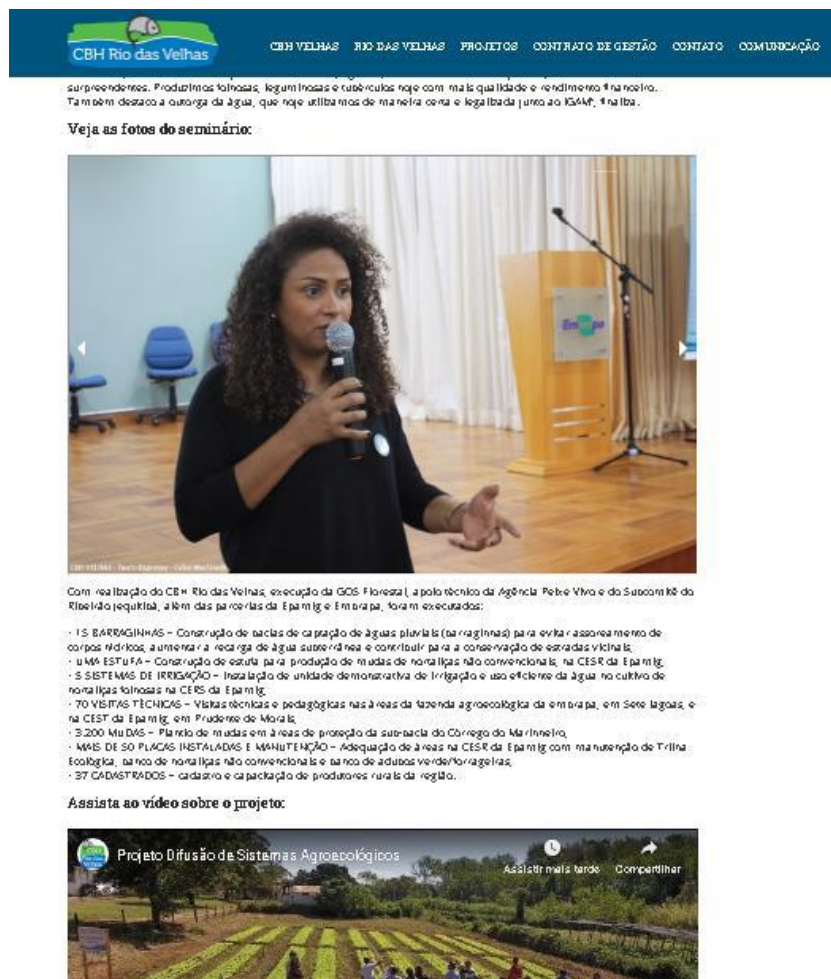 CBH Rio das Velhas
CBH VELHAS RIO DAS VELHAS PROJETOS CONTRATO DE GESTÃO CONTATO COMUNICAÇÃO
surpreendentes. Produzimos folhosas, leguminosas e tubérculos hoje com mais qualidade e rendimento financeiro.
Também destaco a outorga da água, que hoje utilizamos de maneira certa e legalizada junto ao IGAM", finaliza.
Veja as fotos do seminário:
Com realização do CBH Rio das Velhas, execução da GOS Florestal, apoio técnico da Agência Peixe Vivo e do Subcomitê do
Ribeirão Jequitibá, além das parcerias da Epamig e Embrapa, foram executados:
• 15 BARRAGINHAS – Construção de bacias de captação de águas pluviais (barraginhas) para evitar assoreamento de
corpos hídricos, aumentar a recarga de água subterrânea e contribuir para a conservação de estradas vicinais;
• UMA ESTUFA – Construção de estufa para produção de mudas de hortaliças não convencionais, na CESR da Epamig;
• 5 SISTEMAS DE IRRIGAÇÃO – Instalação de unidade demonstrativa de irrigação e uso eficiente da água no cultivo de
hortaliças folhosas na CERS da Epamig;
• 70 VISITAS TÉCNICAS – Visitas técnicas e pedagógicas nas áreas da fazenda agroecológica da embrapa, em Sete lagoas, e
na CEST da Epamig, em Prudente de Morais;
• 3.200 MUDAS – Plantio de mudas em áreas de proteção da sub-bacia do Córrego do Marinheiro;
• MAIS DE 50 PLACAS INSTALADAS E MANUTENÇÃO – Adequação de áreas na CESR da Epamig com manutenção de Trilha
Ecológica, banco de hortaliças não convencionais e banco de adubos verde/forrageiras;
• 37 CADASTRADOS – cadastro e capacitação de produtores rurais da região.
Assista ao vídeo sobre o projeto:
Projeto Difusão de Sistemas Agroecológicos
Assistir mais tarde Compartilhar